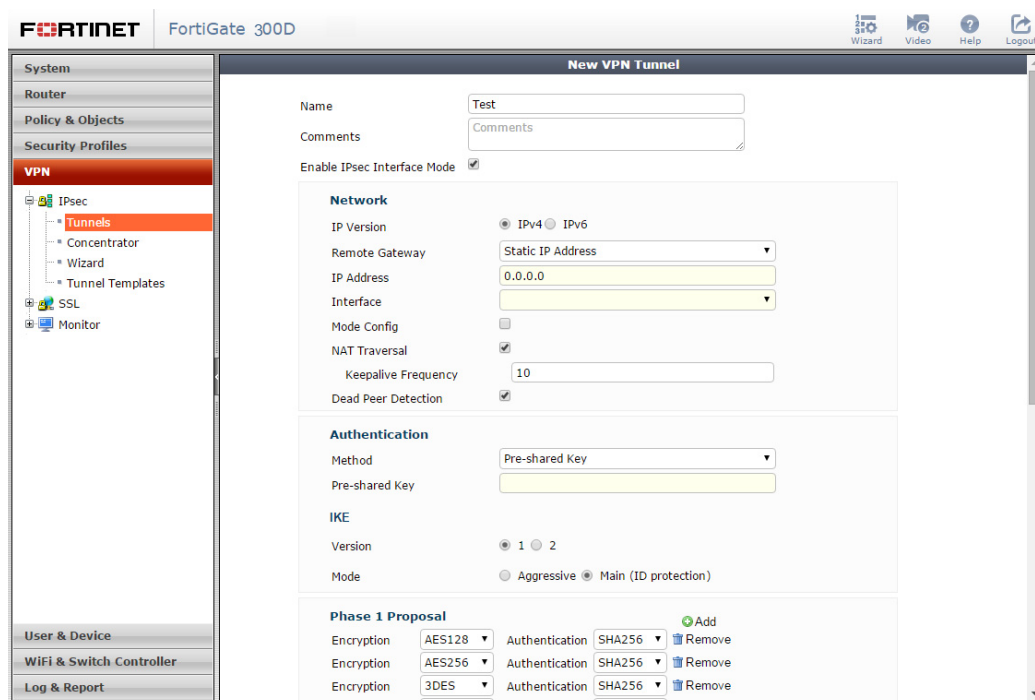 FORTINET FortiGate 300D
Wizard Video Help Logout
System
Router
Policy & Objects
Security Profiles
VPN
IPsec
Tunnels
Concentrator
Wizard
Tunnel Templates
SSL
Monitor
User & Device
WiFi & Switch Controller
Log & Report
New VPN Tunnel
Name Test
Comments Comments
Enable IPsec Interface Mode
Network
IP Version IPv4 IPv6
Remote Gateway Static IP Address
IP Address 0.0.0.0
Interface
Mode Config
NAT Traversal
Keepalive Frequency 10
Dead Peer Detection
Authentication
Method Pre-shared Key
Pre-shared Key
IKE
Version 1 2
Mode Aggressive Main (ID protection)
Phase 1 Proposal Add
Encryption AES128 Authentication SHA256 Remove
Encryption AES256 Authentication SHA256 Remove
Encryption 3DES Authentication SHA256 Remove